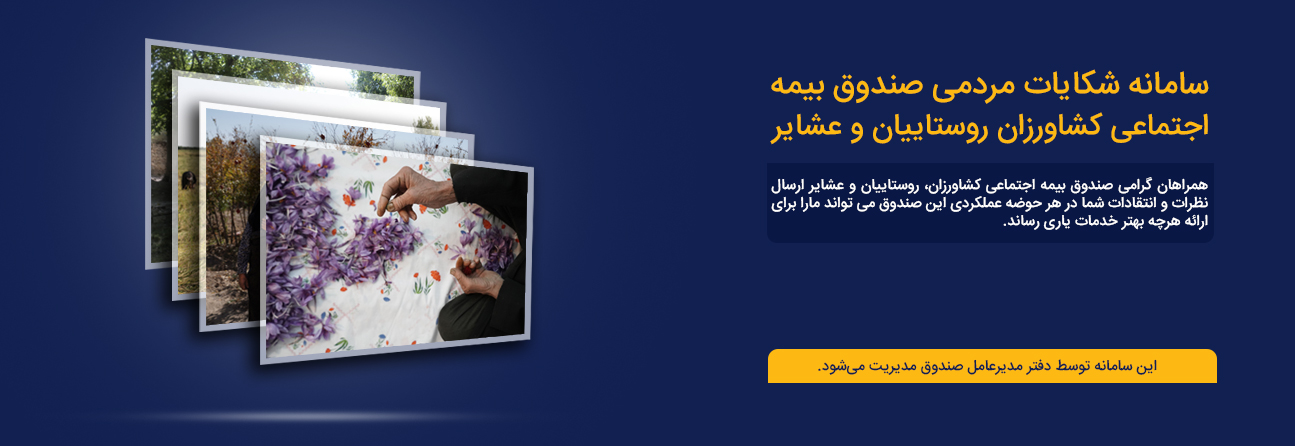 سامانه شکایات مردمی صندوق بیمه
اجتماعی کشاورزان روستاییان و عشایر
همراهان گرامی صندوق بیمه اجتماعی کشاورزان، روستاییان و عشایر ارسال
نظرات و انتقادات شما در هر حوضه عملکردی این صندوق می تواند مارا برای
ارائه هرچه بهتر خدمات یاری رساند.
این سامانه توسط دفتر مدیرعامل صندوق مدیریت می‌شود.